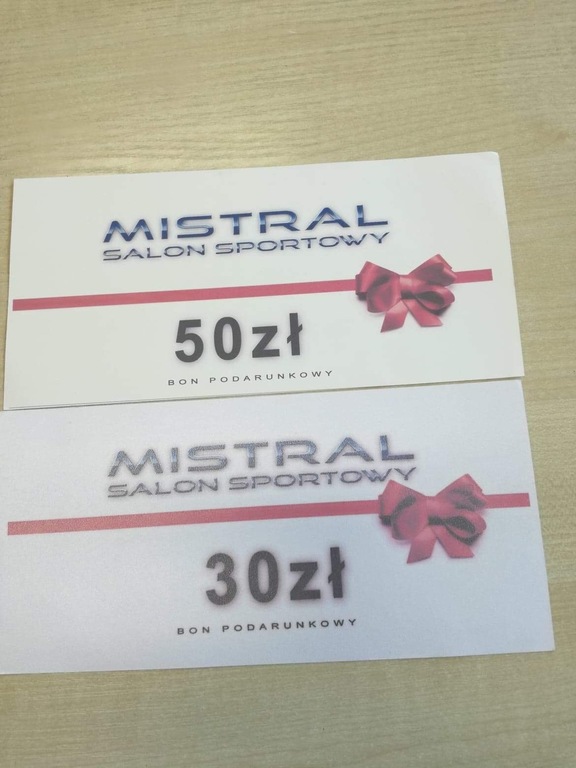 MISTRAL
SALON SPORTOWY
50zł
BON PODARUNKOWY
MISTRAL
SALON SPORTOWY
30zł
BON PODARUNKOWY